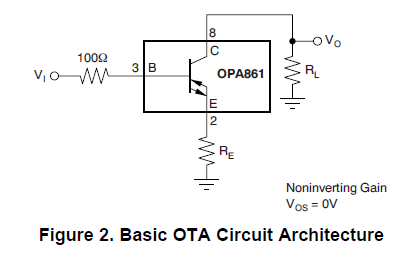 8
C
V_O
100Ω
V_I
3
B
OPA861
R_L
E
2
R_E
Noninverting Gain
V_OS = 0V
Figure 2. Basic OTA Circuit Architecture